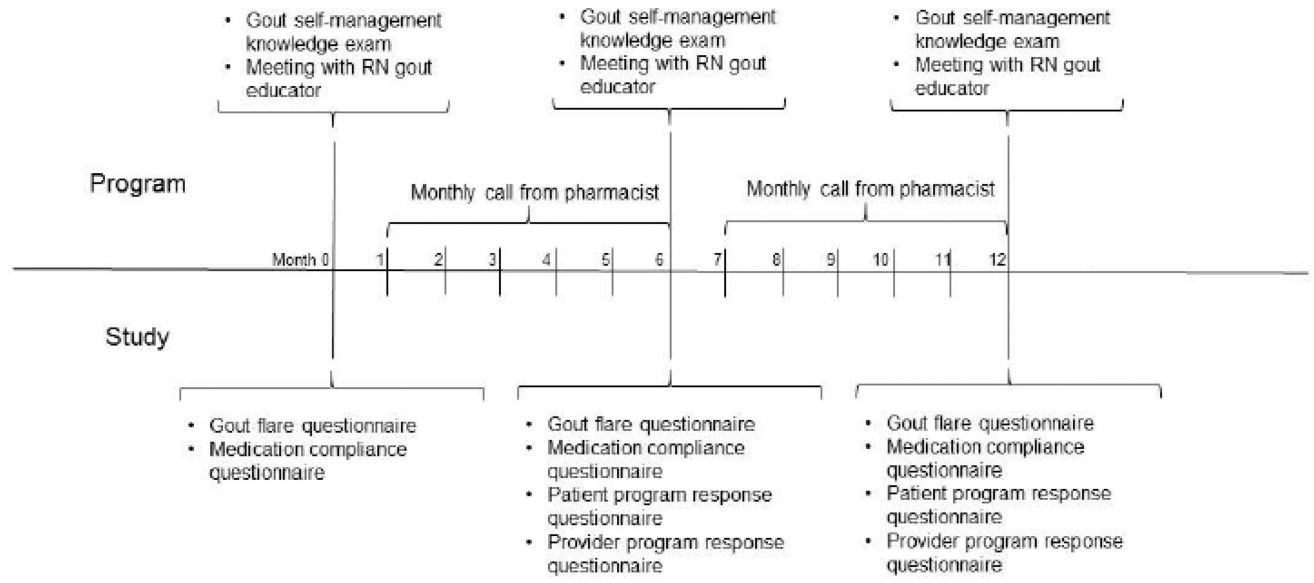 • Gout self-management
knowledge exam
• Meeting with RN gout
educator
• Gout self-management
knowledge exam
• Meeting with RN gout
educator
• Gout self-management
knowledge exam
• Meeting with RN gout
educator
Program
Monthly call from pharmacist
Monthly call from pharmacist
Month 0 1 2 3 4 5 6 7 8 9 10 11 12
Study
• Gout flare questionnaire
• Medication compliance
questionnaire
• Gout flare questionnaire
• Medication compliance
questionnaire
• Patient program response
questionnaire
• Provider program response
questionnaire
• Gout flare questionnaire
• Medication compliance
questionnaire
• Patient program response
questionnaire
• Provider program response
questionnaire